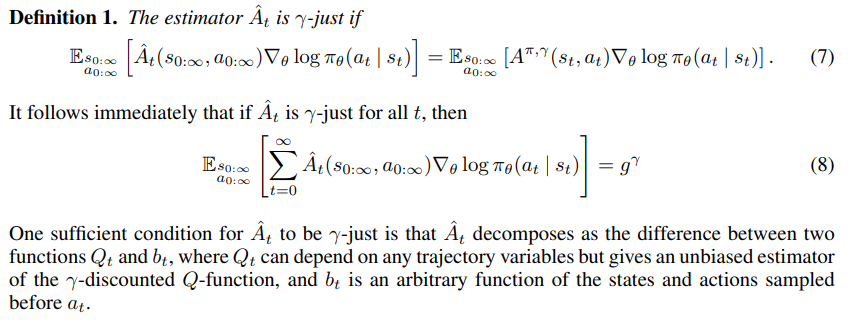 Definition 1. The estimator Â_t is γ-just if
𝔼_{s_{0:∞} a_{0:∞}} [Â_t(s_{0:∞}, a_{0:∞})∇_θ log π_θ(a_t | s_t)] = 𝔼_{s_{0:∞} a_{0:∞}} [A^{π,γ}(s_t, a_t)∇_θ log π_θ(a_t | s_t)] . (7)
It follows immediately that if Â_t is γ-just for all t, then
𝔼_{s_{0:∞} a_{0:∞}} [∑_{t=0}^{∞} Â_t(s_{0:∞}, a_{0:∞})∇_θ log π_θ(a_t | s_t)] = g^γ (8)
One sufficient condition for Â_t to be γ-just is that Â_t decomposes as the difference between two
functions Q_t and b_t, where Q_t can depend on any trajectory variables but gives an unbiased estimator
of the γ-discounted Q-function, and b_t is an arbitrary function of the states and actions sampled
before a_t.